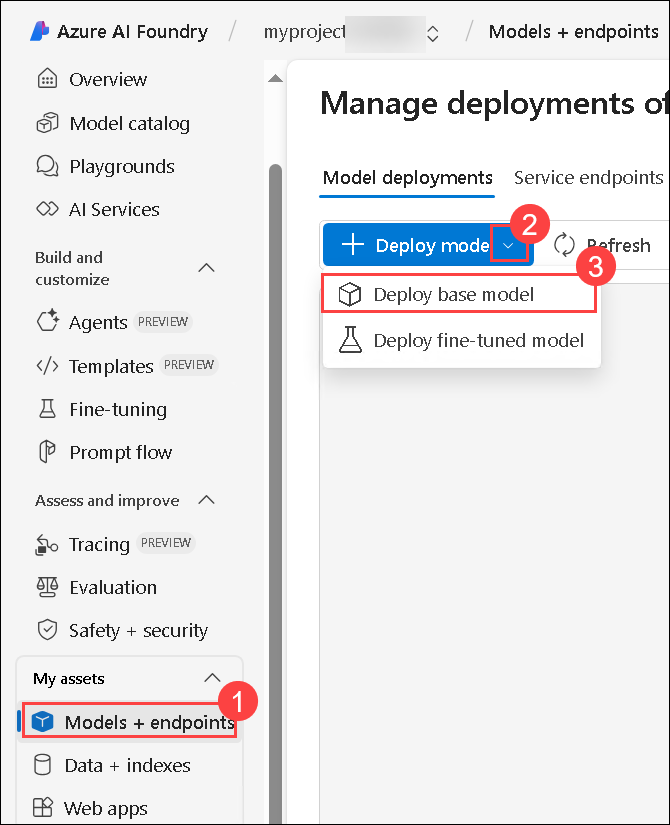 Azure AI Foundry / myproject / Models + endpoints
Overview
Model catalog
Playgrounds
AI Services
Build and
customize
Agents PREVIEW
Templates PREVIEW
Fine-tuning
Prompt flow
Assess and improve
Tracing PREVIEW
Evaluation
Safety + security
My assets
1
Models + endpoints
Data + indexes
Web apps
Manage deployments of
Model deployments Service endpoints
2
Deploy mode Refresh
3
Deploy base model
Deploy fine-tuned model